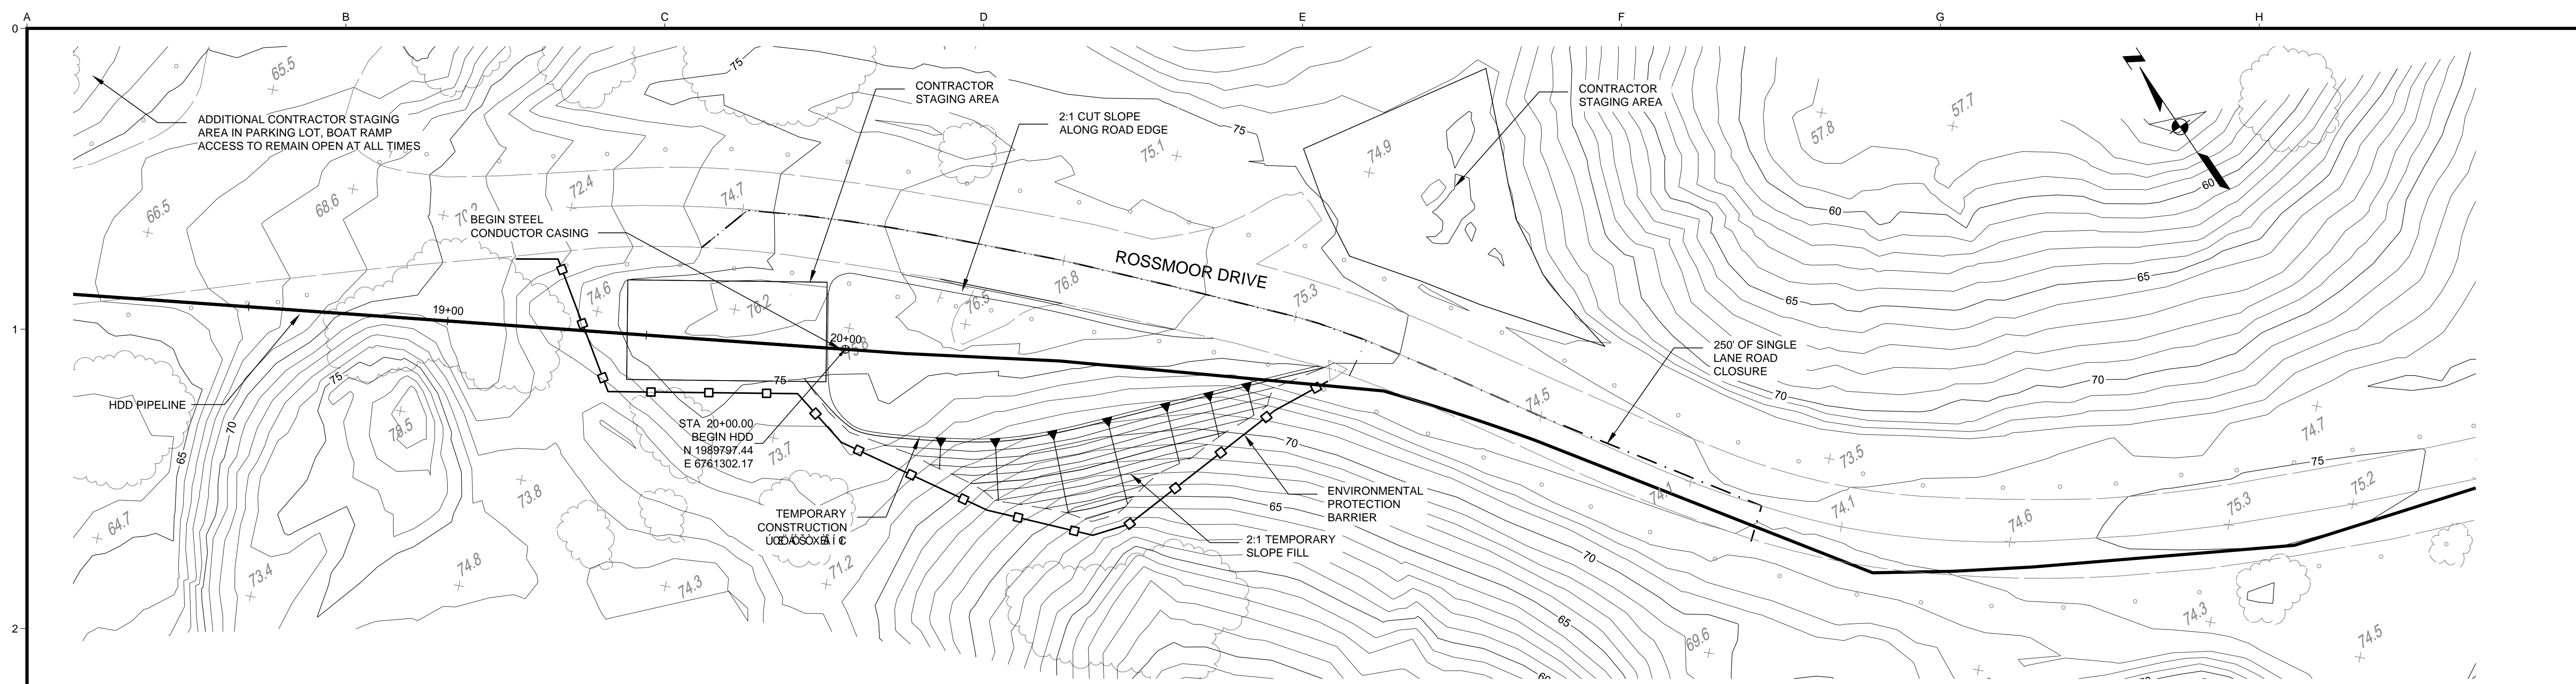 A
B
C
D
E
F
G
H
0
1
2
65.5
75
CONTRACTOR
STAGING AREA
CONTRACTOR
STAGING AREA
57.7
57.8
N
ADDITIONAL CONTRACTOR STAGING
AREA IN PARKING LOT, BOAT RAMP
ACCESS TO REMAIN OPEN AT ALL TIMES
2:1 CUT SLOPE
ALONG ROAD EDGE
75
75.1
74.9
72.4
74.7
68.6
66.5
BEGIN STEEL
CONDUCTOR CASING
60
60
ROSSMOOR DRIVE
65
65
76.8
75.3
76.5
76.2
74.6
19+00
20+00
250' OF SINGLE
LANE ROAD
CLOSURE
70
70
75
75
HDD PIPELINE
78.5
70
65
STA 20+00.00
BEGIN HDD
N 1989797.44
E 6761302.17
73.7
74.5
74.7
73.5
70
75
75.2
75.3
74.1
74.1
74.6
73.8
64.7
ENVIRONMENTAL
PROTECTION
BARRIER
65
TEMPORARY
CONSTRUCTION
2:1 TEMPORARY
SLOPE FILL
70
73.4
74.8
74.3
71.2
65
69.6
74.3
74.5
60